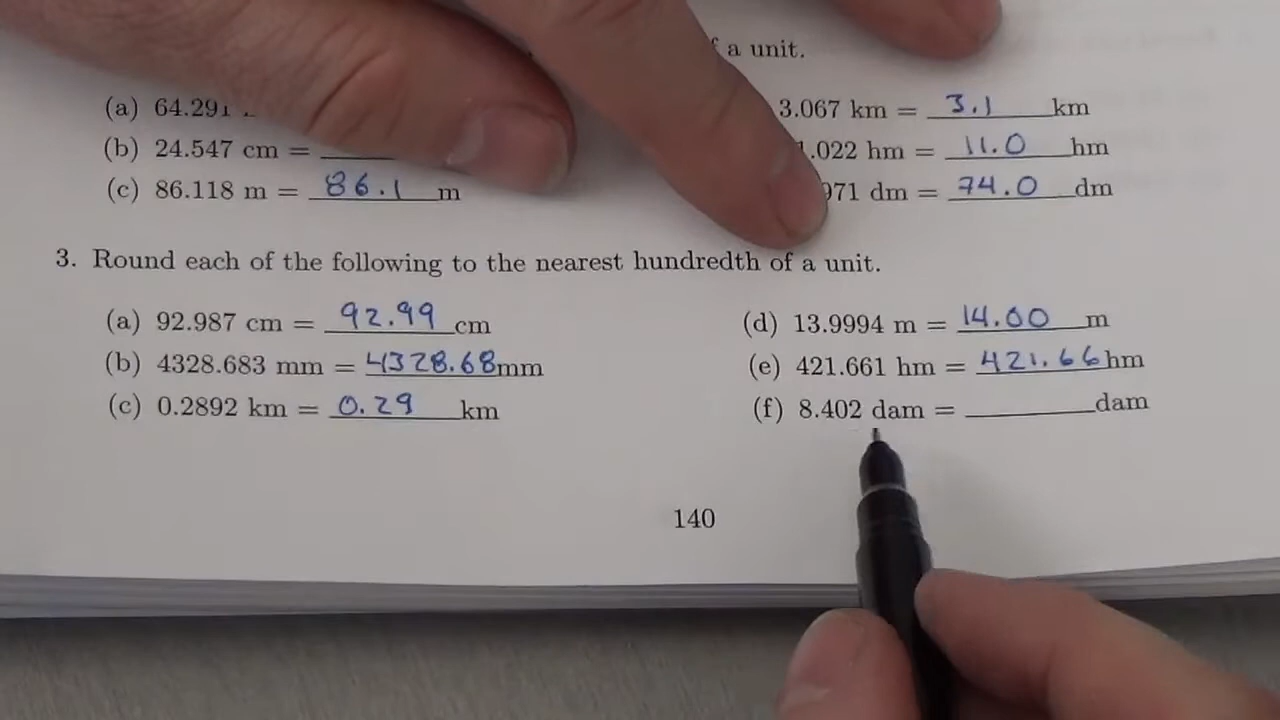 a unit.
(a) 64.291
3.067 km = 3.1 km
(b) 24.547 cm =
.022 hm = 11.0 hm
(c) 86.118 m = 86.1 m
971 dm = 74.0 dm
3. Round each of the following to the nearest hundredth of a unit.
(a) 92.987 cm = 92.99 cm
(d) 13.9994 m = 14.00 m
(b) 4328.683 mm = 4328.68 mm
(e) 421.661 hm = 421.66 hm
(c) 0.2892 km = 0.29 km
(f) 8.402 dam = dam
140